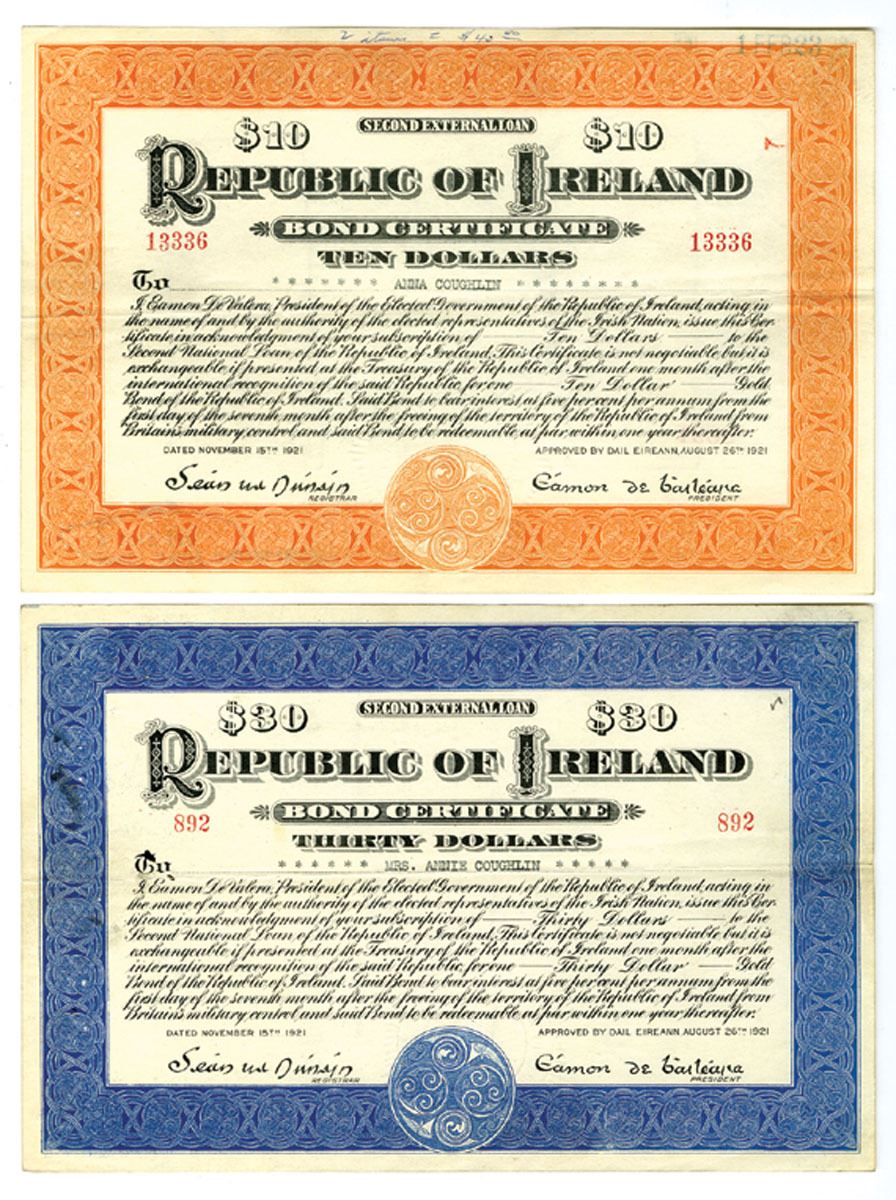 2 items = $40 00
1 FEB 23
$10 SECOND EXTERNAL LOAN $10
REPUBLIC OF IRELAND
BOND CERTIFICATE
13336 13336
TEN DOLLARS
To * * * * * * * ANNA COUGHLIN * * * * * * * *
I, Eamon De Valera, President of the Elected Government of the Republic of Ireland, acting in
the name of and by the authority of the elected representatives of the Irish Nation, issue this Cer-
tificate in acknowledgment of your subscription of Ten Dollars to the
Second National Loan of the Republic of Ireland, This Certificate is not negotiable but it is
exchangeable if presented at the Treasury of the Republic of Ireland one month after the
international recognition of the said Republic for one Ten Dollar Gold
Bond of the Republic of Ireland. Said Bond to bear interest at five per cent per annum from the
first day of the seventh month after the freeing of the territory of the Republic of Ireland from
Britain's military control, and said Bond to be redeemable at par within one year thereafter.
DATED NOVEMBER 15TH 1921 APPROVED BY DAIL EIREANN, AUGUST 26TH 1921
Éamon de
REGISTRAR PRESIDENT
$30 SECOND EXTERNAL LOAN $30
REPUBLIC OF IRELAND
BOND CERTIFICATE
892 892
THIRTY DOLLARS
To * * * * * * MRS. ANNIE COUGHLIN * * * * *
I, Eamon De Valera, President of the Elected Government of the Republic of Ireland, acting in
the name of and by the authority of the elected representatives of the Irish Nation, issue this Cer-
tificate in acknowledgment of your subscription of Thirty Dollars to the
Second National Loan of the Republic of Ireland, This Certificate is not negotiable but it is
exchangeable if presented at the Treasury of the Republic of Ireland one month after the
international recognition of the said Republic for one Thirty Dollar Gold
Bond of the Republic of Ireland. Said Bond to bear interest at five per cent per annum from the
first day of the seventh month after the freeing of the territory of the Republic of Ireland from
Britain's military control, and said Bond to be redeemable at par within one year thereafter.
DATED NOVEMBER 15TH 1921 APPROVED BY DAIL EIREANN, AUGUST 26TH 1921
Éamon de
REGISTRAR PRESIDENT